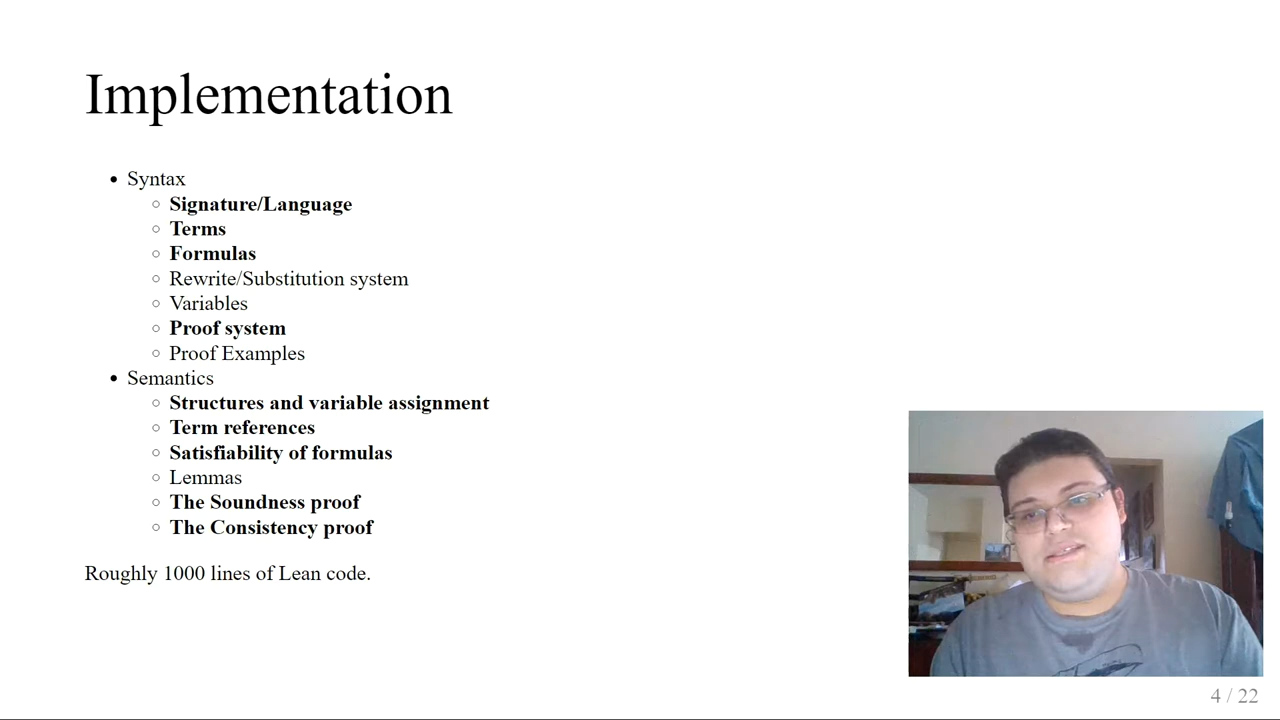 Implementation
Syntax
Signature/Language
Terms
Formulas
Rewrite/Substitution system
Variables
Proof system
Proof Examples
Semantics
Structures and variable assignment
Term references
Satisfiability of formulas
Lemmas
The Soundness proof
The Consistency proof
Roughly 1000 lines of Lean code.
4 / 22